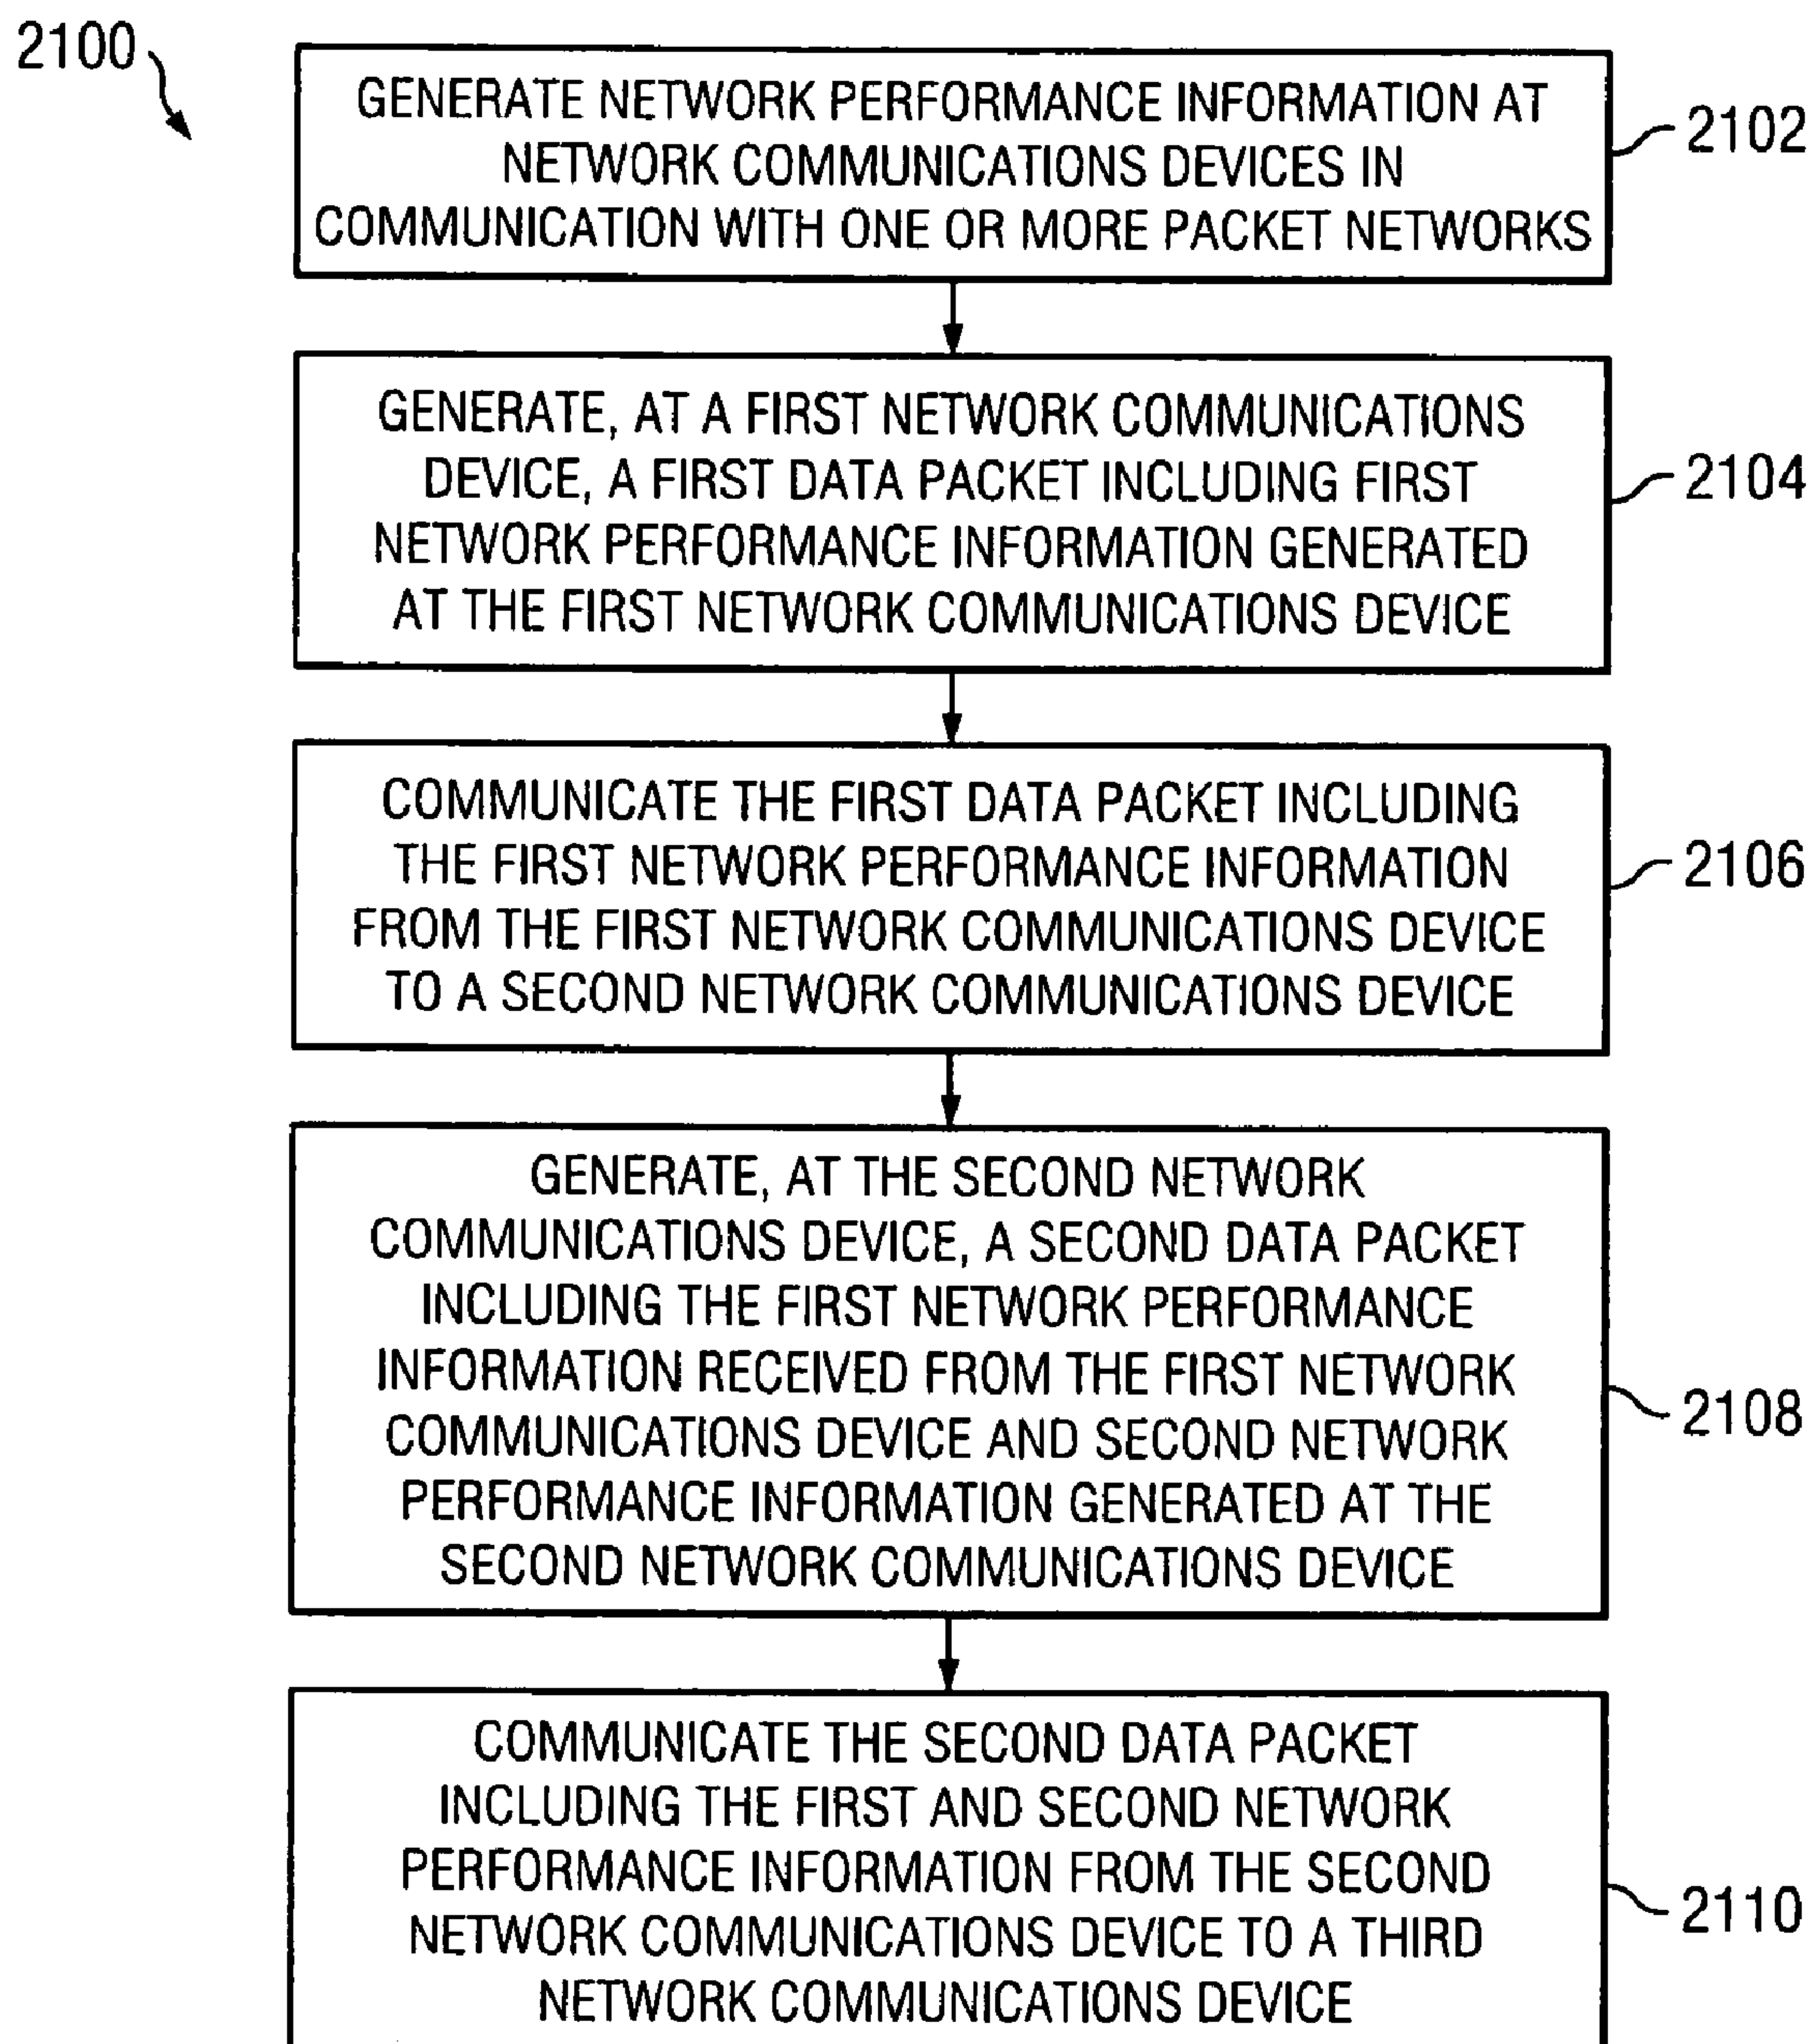 2100
GENERATE NETWORK PERFORMANCE INFORMATION AT
NETWORK COMMUNICATIONS DEVICES IN
COMMUNICATION WITH ONE OR MORE PACKET NETWORKS
2102
GENERATE, AT A FIRST NETWORK COMMUNICATIONS
DEVICE, A FIRST DATA PACKET INCLUDING FIRST
NETWORK PERFORMANCE INFORMATION GENERATED
AT THE FIRST NETWORK COMMUNICATIONS DEVICE
2104
COMMUNICATE THE FIRST DATA PACKET INCLUDING
THE FIRST NETWORK PERFORMANCE INFORMATION
FROM THE FIRST NETWORK COMMUNICATIONS DEVICE
TO A SECOND NETWORK COMMUNICATIONS DEVICE
2106
GENERATE, AT THE SECOND NETWORK
COMMUNICATIONS DEVICE, A SECOND DATA PACKET
INCLUDING THE FIRST NETWORK PERFORMANCE
INFORMATION RECEIVED FROM THE FIRST NETWORK
COMMUNICATIONS DEVICE AND SECOND NETWORK
PERFORMANCE INFORMATION GENERATED AT THE
SECOND NETWORK COMMUNICATIONS DEVICE
2108
COMMUNICATE THE SECOND DATA PACKET
INCLUDING THE FIRST AND SECOND NETWORK
PERFORMANCE INFORMATION FROM THE SECOND
NETWORK COMMUNICATIONS DEVICE TO A THIRD
NETWORK COMMUNICATIONS DEVICE
2110